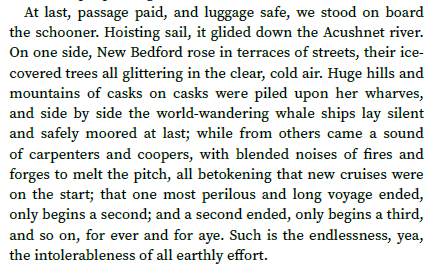 At last, passage paid, and luggage safe, we stood on board
the schooner. Hoisting sail, it glided down the Acushnet river.
On one side, New Bedford rose in terraces of streets, their ice-
covered trees all glittering in the clear, cold air. Huge hills and
mountains of casks on casks were piled upon her wharves,
and side by side the world-wandering whale ships lay silent
and safely moored at last; while from others came a sound
of carpenters and coopers, with blended noises of fires and
forges to melt the pitch, all betokening that new cruises were
on the start; that one most perilous and long voyage ended,
only begins a second; and a second ended, only begins a third,
and so on, for ever and for aye. Such is the endlessness, yea,
the intolerableness of all earthly effort.